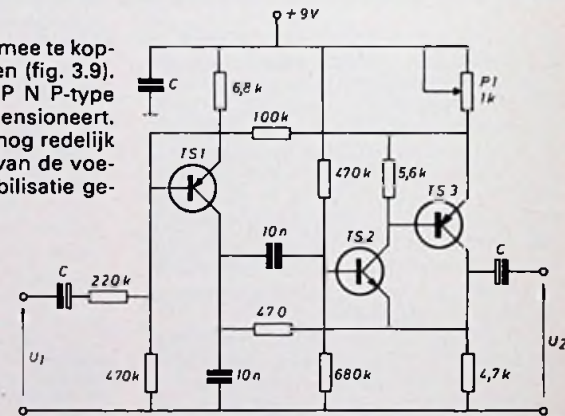 mee te kop-
en (fig. 3.9).
P N P-type
ensioneert.
nog redelijk
van de voe-
bilisatie ge-
+9V
C
6,8k
P1
1k
100k
TS1
470k
5,6k
TS3
10n
TS2
C
220k
C
470
U1
U2
470k
10n
680k
4,7k